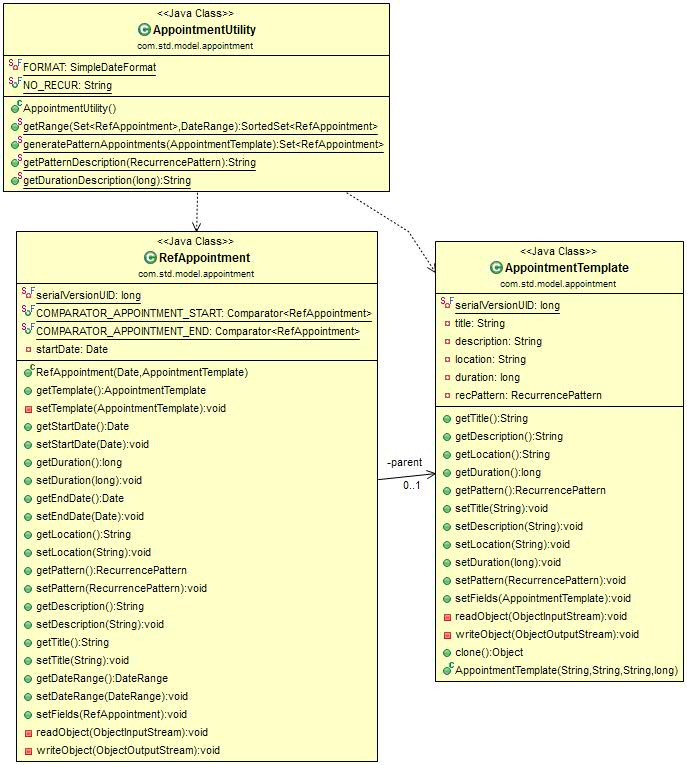 <<Java Class>>
AppointmentUtility
com.std.model.appointment
FORMAT: SimpleDateFormat
NO_RECUR: String
AppointmentUtility()
getRange(Set<RefAppointment>,DateRange):SortedSet<RefAppointment>
generatePatternAppointments(AppointmentTemplate):Set<RefAppointment>
getPatternDescription(RecurrencePattern):String
getDurationDescription(long):String
<<Java Class>>
RefAppointment
com.std.model.appointment
serialVersionUID: long
COMPARATOR_APPOINTMENT_START: Comparator<RefAppointment>
COMPARATOR_APPOINTMENT_END: Comparator<RefAppointment>
startDate: Date
RefAppointment(Date,AppointmentTemplate)
getTemplate():AppointmentTemplate
setTemplate(AppointmentTemplate):void
getStartDate():Date
setStartDate(Date):void
getDuration():long
setDuration(long):void
getEndDate():Date
setEndDate(Date):void
getLocation():String
setLocation(String):void
getPattern():RecurrencePattern
setPattern(RecurrencePattern):void
getDescription():String
setDescription(String):void
getTitle():String
setTitle(String):void
getDateRange():DateRange
setDateRange(DateRange):void
setFields(RefAppointment):void
readObject(ObjectInputStream):void
writeObject(ObjectOutputStream):void
-parent
0..1
<<Java Class>>
AppointmentTemplate
com.std.model.appointment
serialVersionUID: long
title: String
description: String
location: String
duration: long
recPattern: RecurrencePattern
getTitle():String
getDescription():String
getLocation():String
getDuration():long
getPattern():RecurrencePattern
setTitle(String):void
setDescription(String):void
setLocation(String):void
setDuration(long):void
setPattern(RecurrencePattern):void
setFields(AppointmentTemplate):void
readObject(ObjectInputStream):void
writeObject(ObjectOutputStream):void
clone():Object
AppointmentTemplate(String,String,String,long)